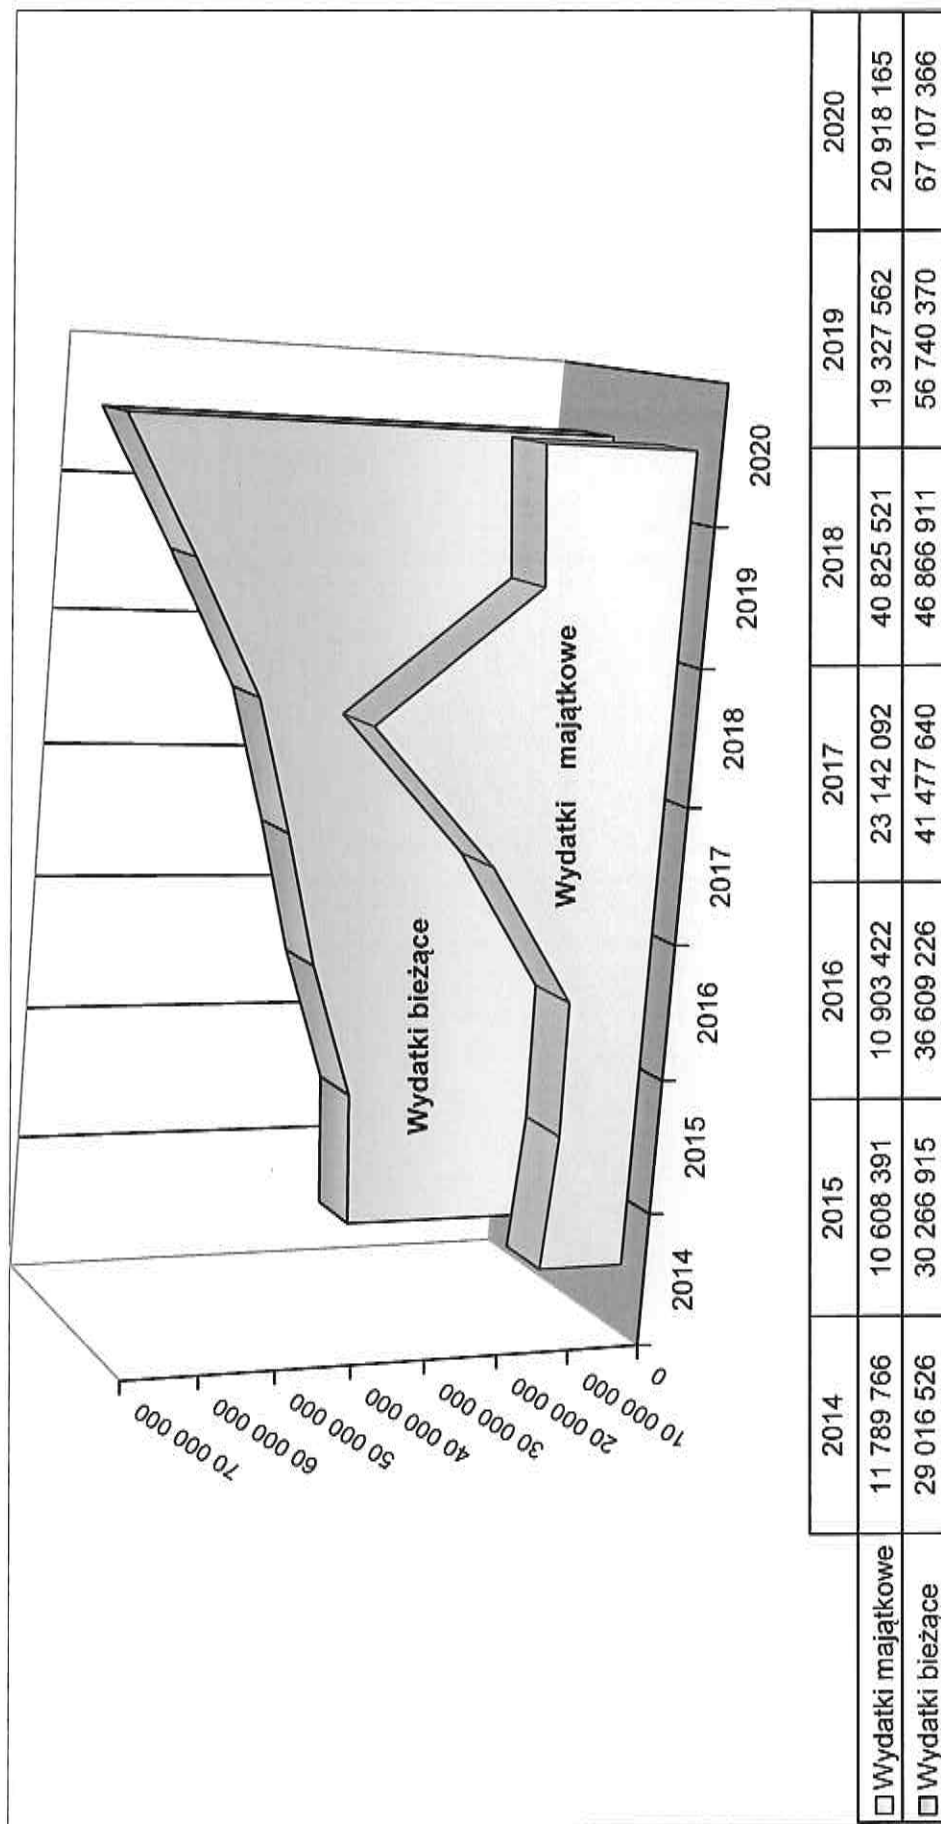 70 000 000
60 000 000
50 000 000
40 000 000
30 000 000
20 000 000
10 000 000
0
Wydatki bieżące
Wydatki majątkowe
2014 2015 2016 2017 2018 2019 2020
2014 2015 2016 2017 2018 2019 2020
Wydatki majątkowe 11 789 766 10 608 391 10 903 422 23 142 092 40 825 521 19 327 562 20 918 165
Wydatki bieżące 29 016 526 30 266 915 36 609 226 41 477 640 46 866 911 56 740 370 67 107 366